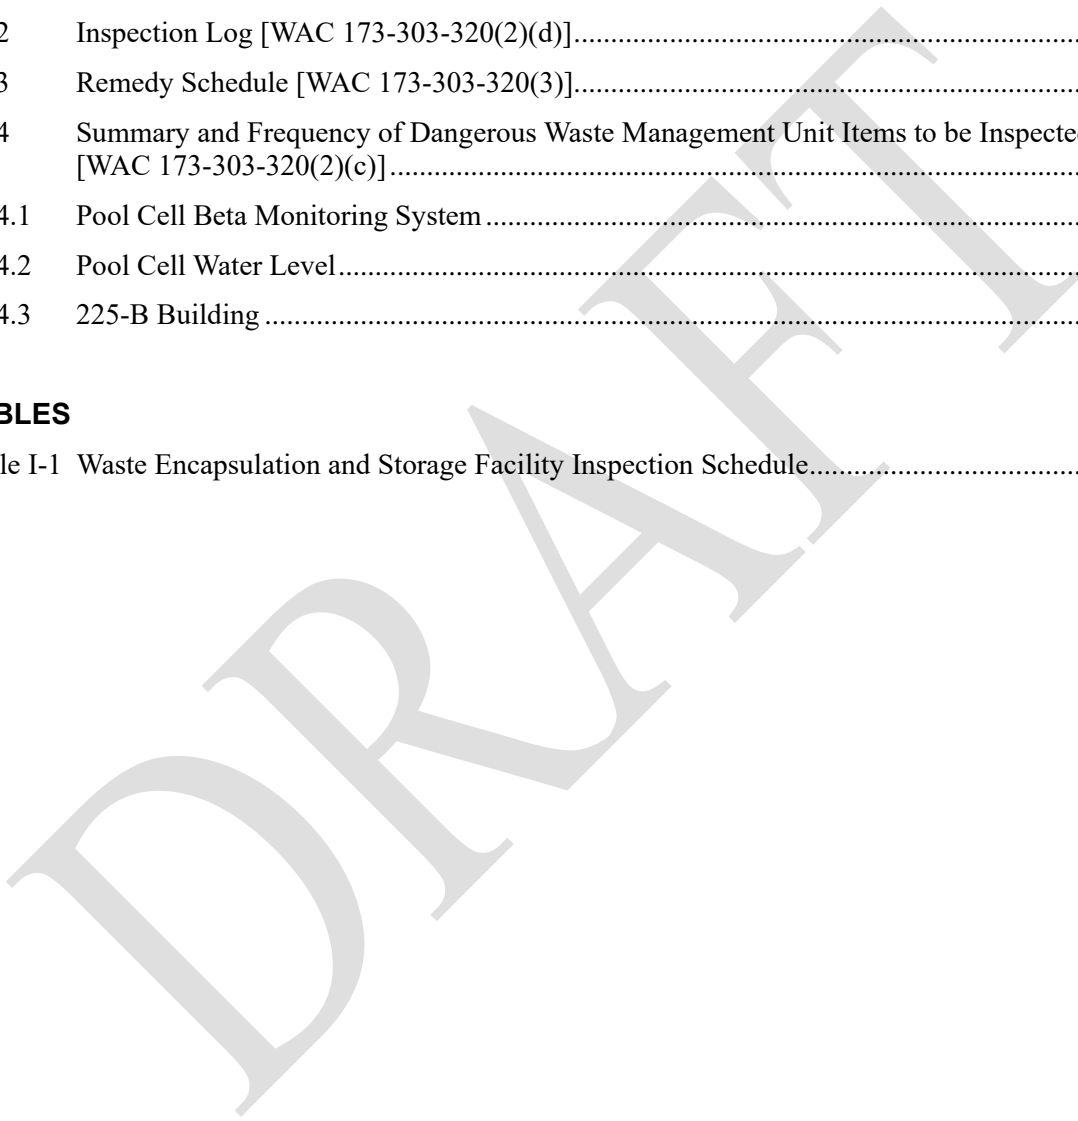 2 Inspection Log [WAC 173-303-320(2)(d)]
3 Remedy Schedule [WAC 173-303-320(3)]
4 Summary and Frequency of Dangerous Waste Management Unit Items to be Inspected
[WAC 173-303-320(2)(c)]
4.1 Pool Cell Beta Monitoring System
4.2 Pool Cell Water Level
4.3 225-B Building
BLES
le I-1 Waste Encapsulation and Storage Facility Inspection Schedule
DRAFT